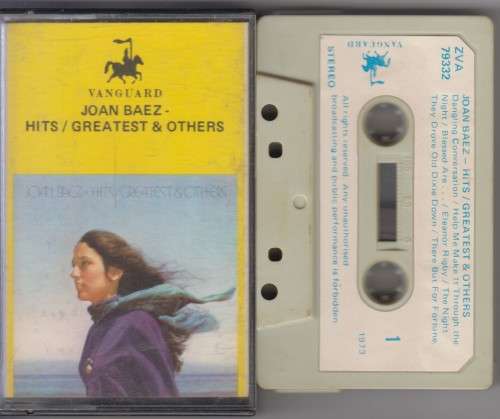 VANGUARD
JOAN BAEZ -
HITS / GREATEST & OTHERS
JOAN BAEZ • HITS/GREATEST & OTHERS
VANGUARD
STEREO
ZVA
79332
JOAN BAEZ — HITS / GREATEST & OTHERS
Dangling Conversation / Help Me Make It Through the
Night / Blessed Are . . . / Eleanor Rigby / The Night
They Drove Old Dixie Down / There But For Fortune
1
All rights reserved. Any unauthorised
broadcasting and public performance is forbidden
1973